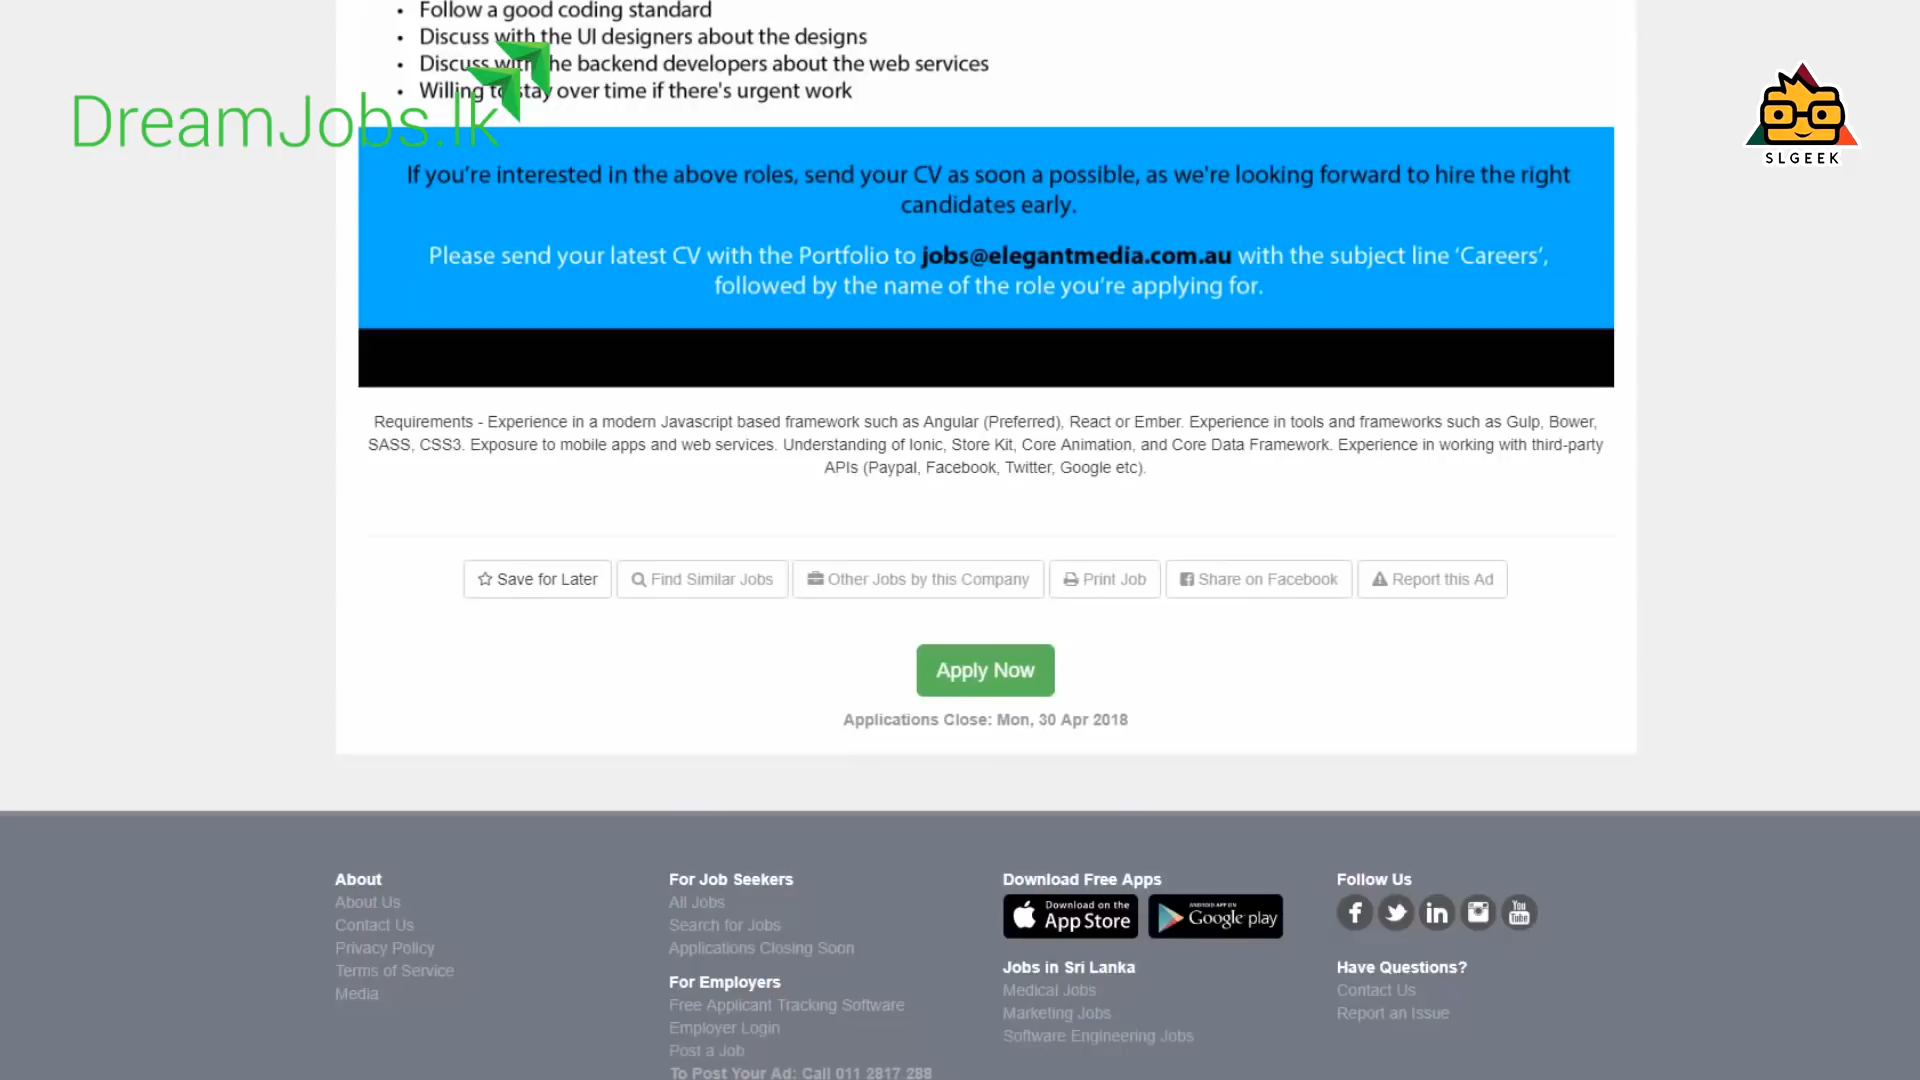 • Follow a good coding standard
• Discuss with the UI designers about the designs
• Discuss with the backend developers about the web services
• Willing to stay over time if there's urgent work
DreamJobs.lk
SLGEEK
If you're interested in the above roles, send your CV as soon a possible, as we're looking forward to hire the right
candidates early.
Please send your latest CV with the Portfolio to jobs@elegantmedia.com.au with the subject line ‘Careers’,
followed by the name of the role you're applying for.
Requirements - Experience in a modern Javascript based framework such as Angular (Preferred), React or Ember. Experience in tools and frameworks such as Gulp, Bower,
SASS, CSS3. Exposure to mobile apps and web services. Understanding of Ionic, Store Kit, Core Animation, and Core Data Framework. Experience in working with third-party
APIs (Paypal, Facebook, Twitter, Google etc).
Save for Later Find Similar Jobs Other Jobs by this Company Print Job Share on Facebook Report this Ad
Apply Now
Applications Close: Mon, 30 Apr 2018
About
About Us
Contact Us
Privacy Policy
Terms of Service
Media
For Job Seekers
All Jobs
Search for Jobs
Applications Closing Soon
For Employers
Free Applicant Tracking Software
Employer Login
Post a Job
To Post Your Ad: Call 011 2817 288
Download Free Apps
Download on the
App Store
ANDROID APP ON
Google play
Jobs in Sri Lanka
Medical Jobs
Marketing Jobs
Software Engineering Jobs
Follow Us
You
Tube
Have Questions?
Contact Us
Report an Issue